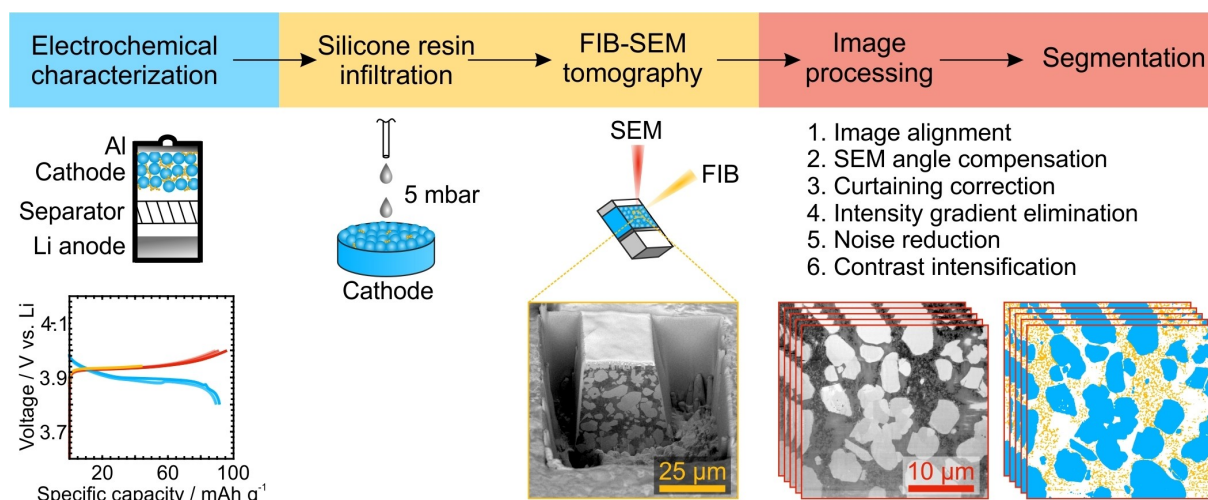 Electrochemical
characterization
Silicone resin
infiltration
FIB-SEM
tomography
Image
processing
Segmentation
Al
Cathode
Separator
Li anode
5 mbar
Cathode
SEM
FIB
1. Image alignment
2. SEM angle compensation
3. Curtaining correction
4. Intensity gradient elimination
5. Noise reduction
6. Contrast intensification
Voltage / V vs. Li
4.1
3.9
3.6
20
60
100
Specific capacity / mAh g⁻¹
25 µm
10 µm